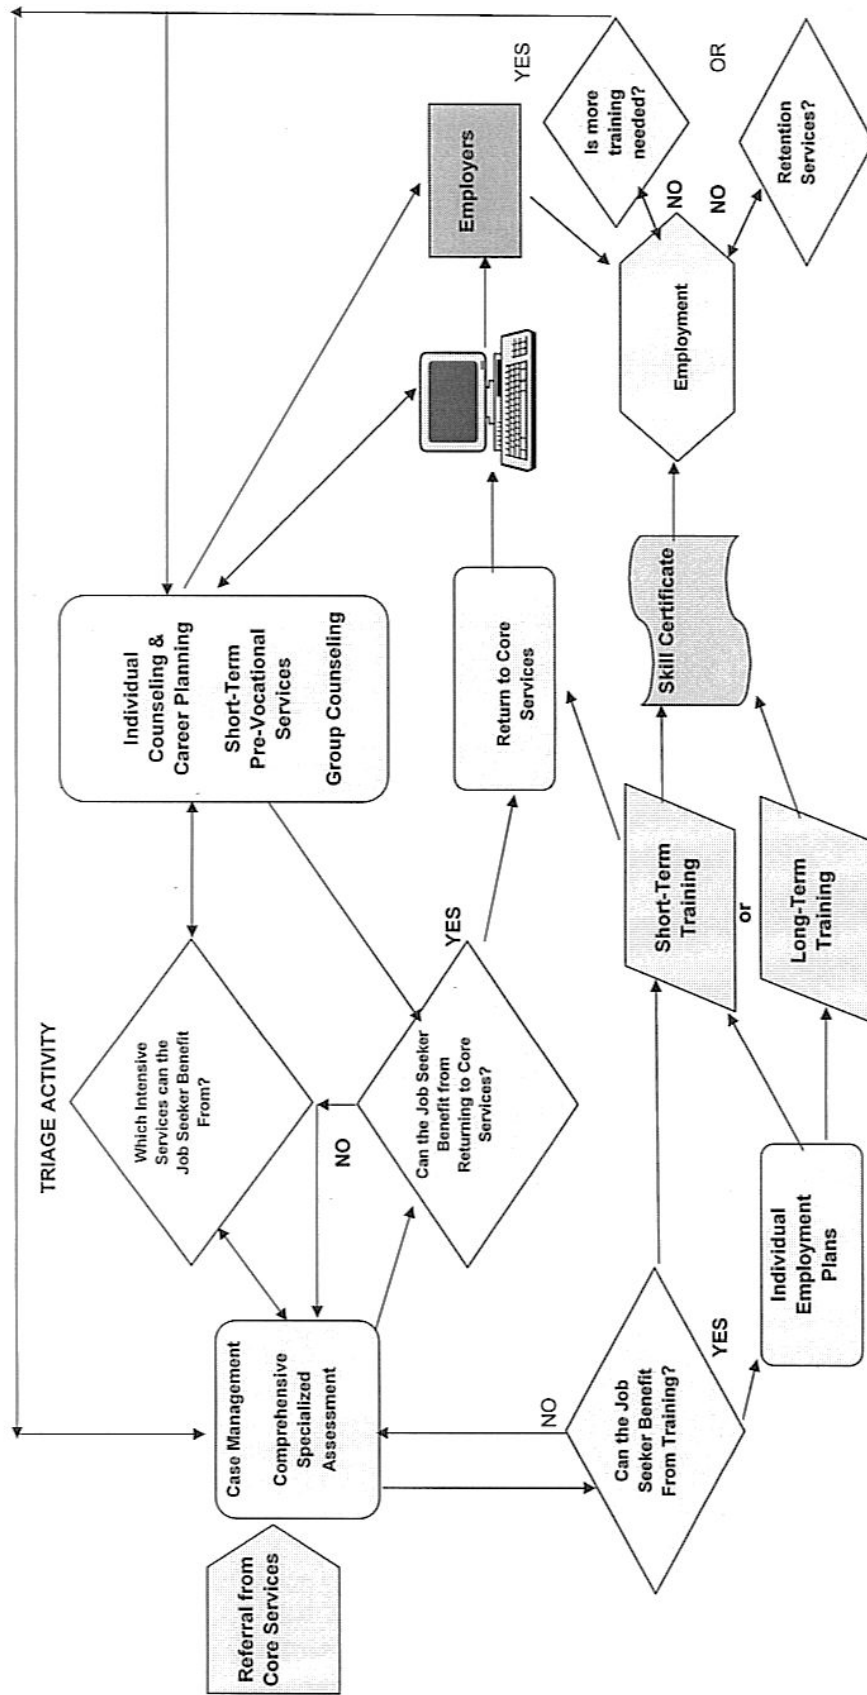 TRIAGE ACTIVITY
Referral from
Core Services
Case Management
Comprehensive
Specialized
Assessment
Which Intensive
Services can the
Job Seeker Benefit
From?
Individual
Counseling &
Career Planning
Short-Term
Pre-Vocational
Services
Group Counseling
NO
Can the Job Seeker
Benefit from
Returning to Core
Services?
YES
Return to Core
Services
Employers
YES
Is more
training
needed?
OR
NO
NO
Retention
Services?
NO
Can the Job
Seeker Benefit
From Training?
YES
Individual
Employment
Plans
Short-Term
Training
or
Long-Term
Training
Skill Certificate
Employment